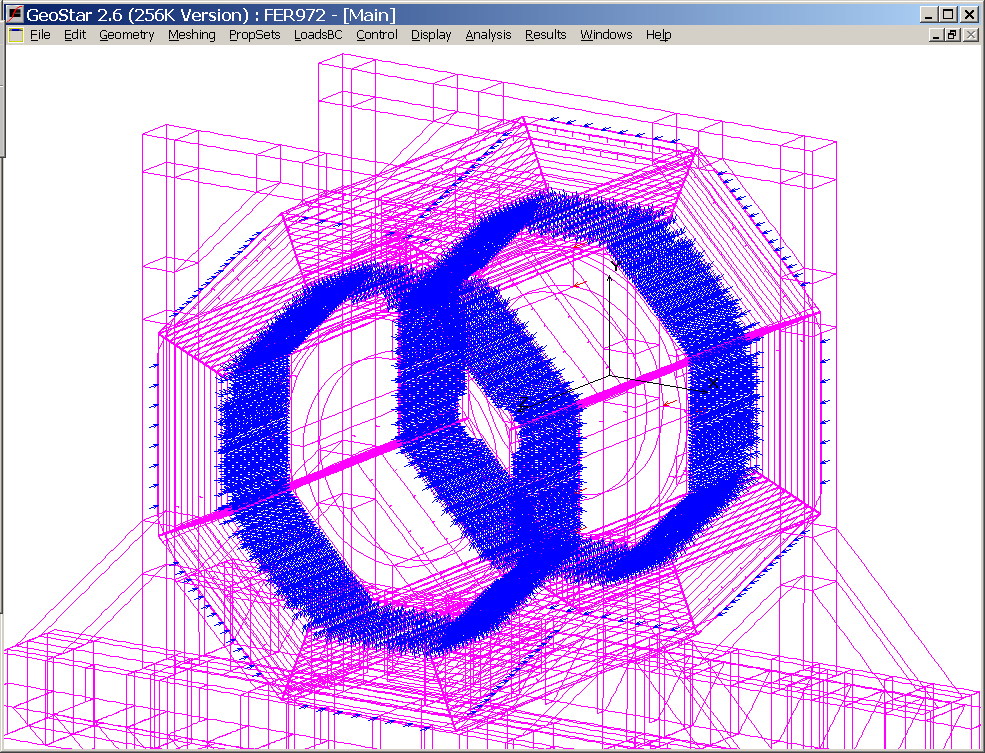 GeoStar 2.6 (256K Version) : FER972 - [Main]
File Edit Geometry Meshing PropSets LoadsBC Control Display Analysis Results Windows Help
Y
X